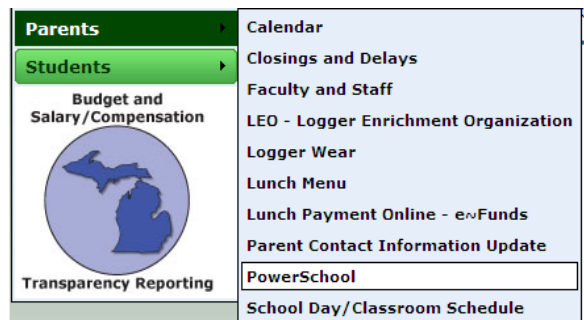 Parents
Students
Budget and
Salary/Compensation
Transparency Reporting
Calendar
Closings and Delays
Faculty and Staff
LEO - Logger Enrichment Organization
Logger Wear
Lunch Menu
Lunch Payment Online - e~Funds
Parent Contact Information Update
PowerSchool
School Day/Classroom Schedule